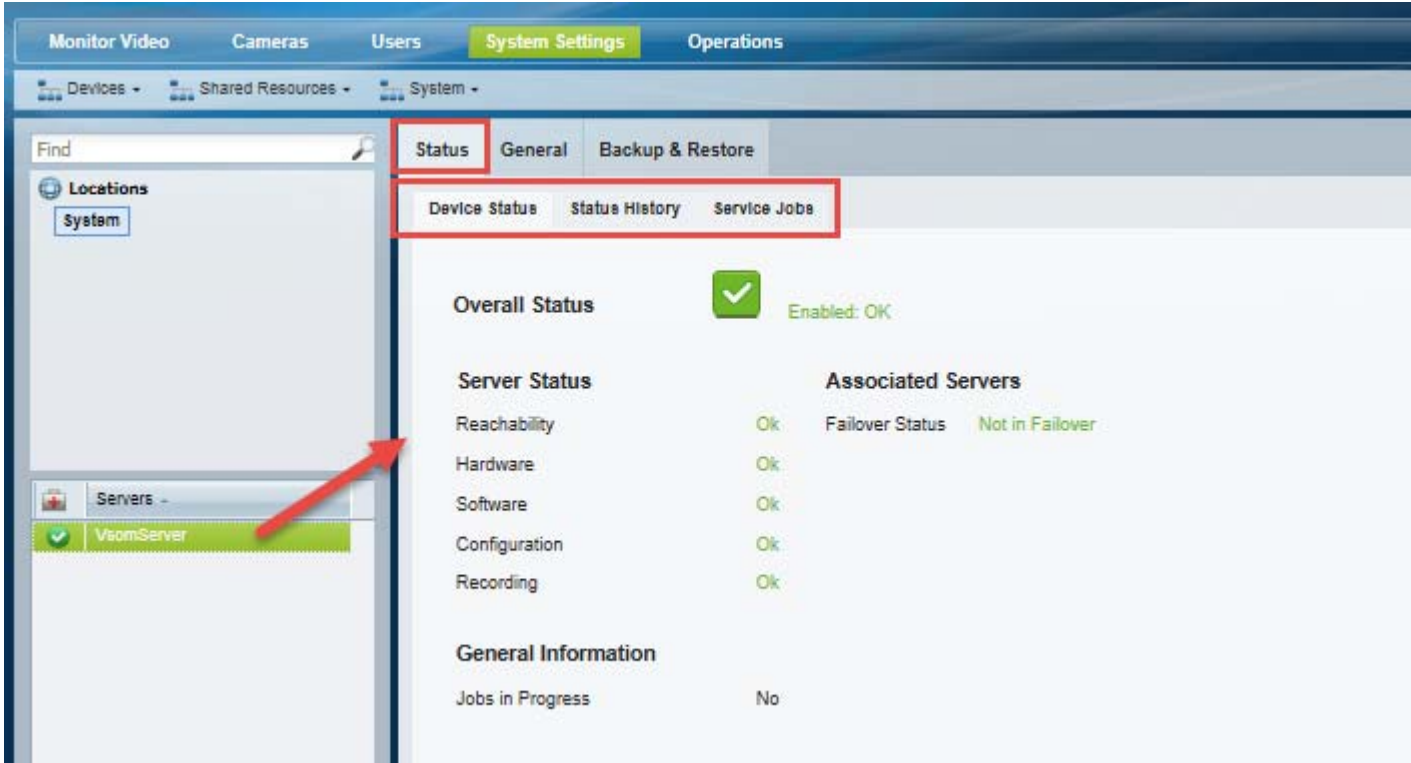 Monitor Video Cameras Users System Settings Operations
Devices Shared Resources System
Find
Locations
System
Servers
VsomServer
Status General Backup & Restore
Device Status Status History Service Jobs
Overall Status Enabled: OK
Server Status Associated Servers
Reachability Ok Failover Status Not in Failover
Hardware Ok
Software Ok
Configuration Ok
Recording Ok
General Information
Jobs in Progress No